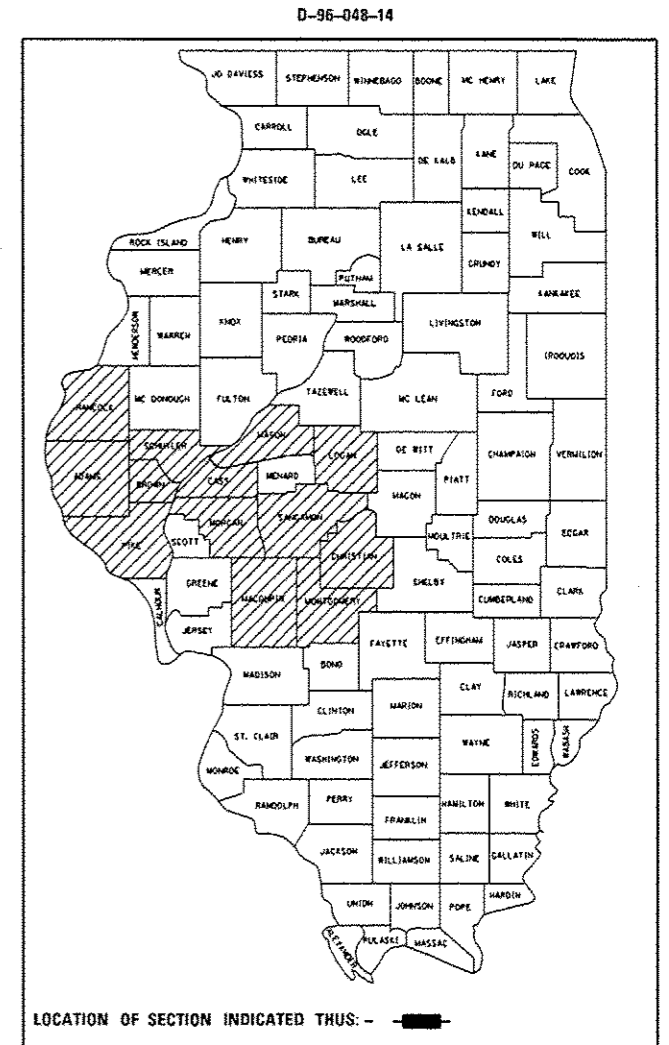 D-96-048-14
JO DAVIESS STEPHENSON WINNEBAGO BOONE MC HENRY LAKE
CARROLL OGLE DE KALB KANE DU PAGE COOK
WHITESIDE LEE KENDALL WILL
ROCK ISLAND HENRY BUREAU LA SALLE GRUNDY
MERCER PUTNAM KANKAKEE
HENDERSON WARREN KNOX STARK MARSHALL LIVINGSTON
PEORIA WOODFORD IROQUOIS
HANCOCK MC DONOUGH FULTON TAZEWELL MC LEAN FORD
SCHUYLER MASON LOGAN DE WITT CHAMPAIGN VERMILION
ADAMS BROWN CASS MENARD MACON PIATT
PIKE SCOTT MORGAN SANGAMON MOULTRIE DOUGLAS EDGAR
CHRISTIAN COLES
CALHOUN GREENE MACOUPIN MONTGOMERY SHELBY CUMBERLAND CLARK
JERSEY FAYETTE EFFINGHAM JASPER CRAWFORD
MADISON BOND CLAY RICHLAND LAWRENCE
CLINTON MARION
ST. CLAIR WASHINGTON JEFFERSON WAYNE EDWARDS WABASH
MONROE
RANDOLPH PERRY HAMILTON WHITE
FRANKLIN
JACKSON WILLIAMSON SALINE GALLATIN
UNION JOHNSON POPE HARDIN
ALEXANDER PULASKI MASSAC
LOCATION OF SECTION INDICATED THUS: -